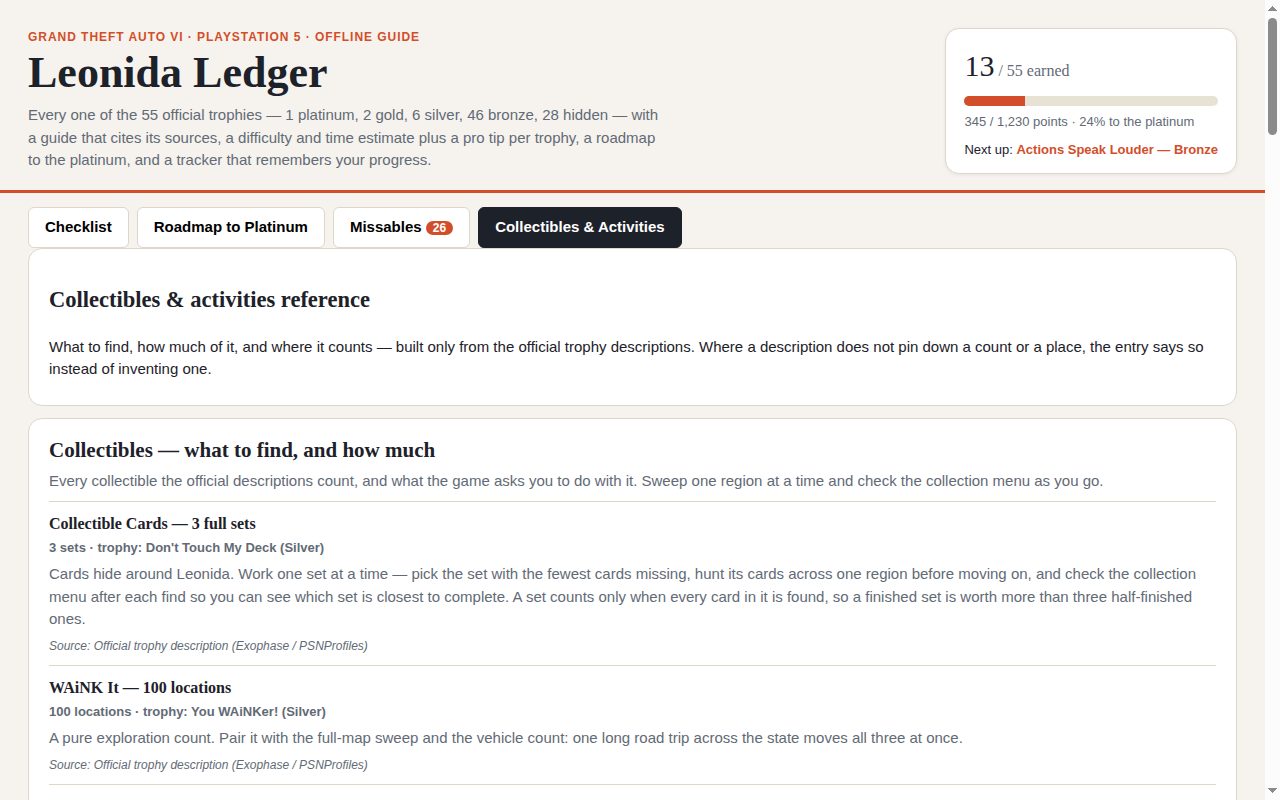 GRAND THEFT AUTO VI · PLAYSTATION 5 · OFFLINE GUIDE
Leonida Ledger
Every one of the 55 official trophies — 1 platinum, 2 gold, 6 silver, 46 bronze, 28 hidden — with
a guide that cites its sources, a difficulty and time estimate plus a pro tip per trophy, a roadmap
to the platinum, and a tracker that remembers your progress.
13 / 55 earned
345 / 1,230 points · 24% to the platinum
Next up: Actions Speak Louder — Bronze
Checklist
Roadmap to Platinum
Missables 26
Collectibles & Activities
Collectibles & activities reference
What to find, how much of it, and where it counts — built only from the official trophy descriptions. Where a description does not pin down a count or a place, the entry says so
instead of inventing one.
Collectibles — what to find, and how much
Every collectible the official descriptions count, and what the game asks you to do with it. Sweep one region at a time and check the collection menu as you go.
Collectible Cards — 3 full sets
3 sets · trophy: Don't Touch My Deck (Silver)
Cards hide around Leonida. Work one set at a time — pick the set with the fewest cards missing, hunt its cards across one region before moving on, and check the collection
menu after each find so you can see which set is closest to complete. A set counts only when every card in it is found, so a finished set is worth more than three half-finished
ones.
Source: Official trophy description (Exophase / PSNProfiles)
WAiNK It — 100 locations
100 locations · trophy: You WAiNKer! (Silver)
A pure exploration count. Pair it with the full-map sweep and the vehicle count: one long road trip across the state moves all three at once.
Source: Official trophy description (Exophase / PSNProfiles)